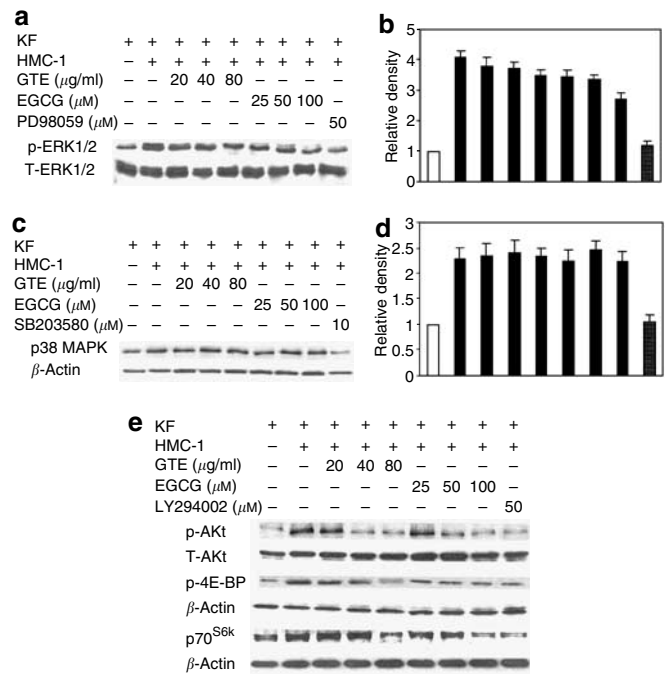 a
KF + + + + + + + + +
HMC-1 – + + + + + + + +
GTE (μg/ml) – – 20 40 80 – – – –
EGCG (μM) – – – – – 25 50 100 –
PD98059 (μM) – – – – – – – – 50
p-ERK1/2
T-ERK1/2
b
Relative density
5
4
3
2
1
0
c
KF + + + + + + + + +
HMC-1 – + + + + + + + +
GTE (μg/ml) – – 20 40 80 – – – –
EGCG (μM) – – – – – 25 50 100 –
SB203580 (μM) – – – – – – – – 10
p38 MAPK
β-Actin
d
Relative density
3
2.5
2
1.5
1
0.5
0
e
KF + + + + + + + + +
HMC-1 – + + + + + + + +
GTE (μg/ml) – – 20 40 80 – – – –
EGCG (μM) – – – – – 25 50 100 –
LY294002 (μM) – – – – – – – – 50
p-AKt
T-AKt
p-4E-BP
β-Actin
p70S6k
β-Actin